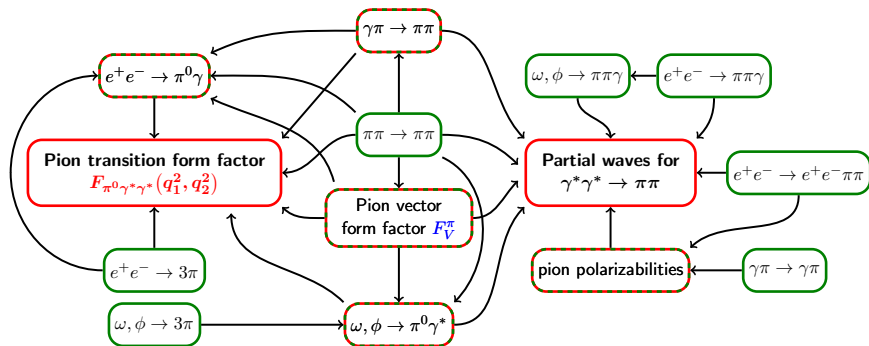 γπ → ππ
e⁺e⁻ → π⁰γ
ω, ϕ → ππγ
e⁺e⁻ → ππγ
ππ → ππ
Pion transition form factor
F_{π⁰γ*γ*}(q₁², q₂²)
Partial waves for
γ*γ* → ππ
e⁺e⁻ → e⁺e⁻ππ
Pion vector
form factor F_V^π
e⁺e⁻ → 3π
pion polarizabilities
γπ → γπ
ω, ϕ → 3π
ω, ϕ → π⁰γ*